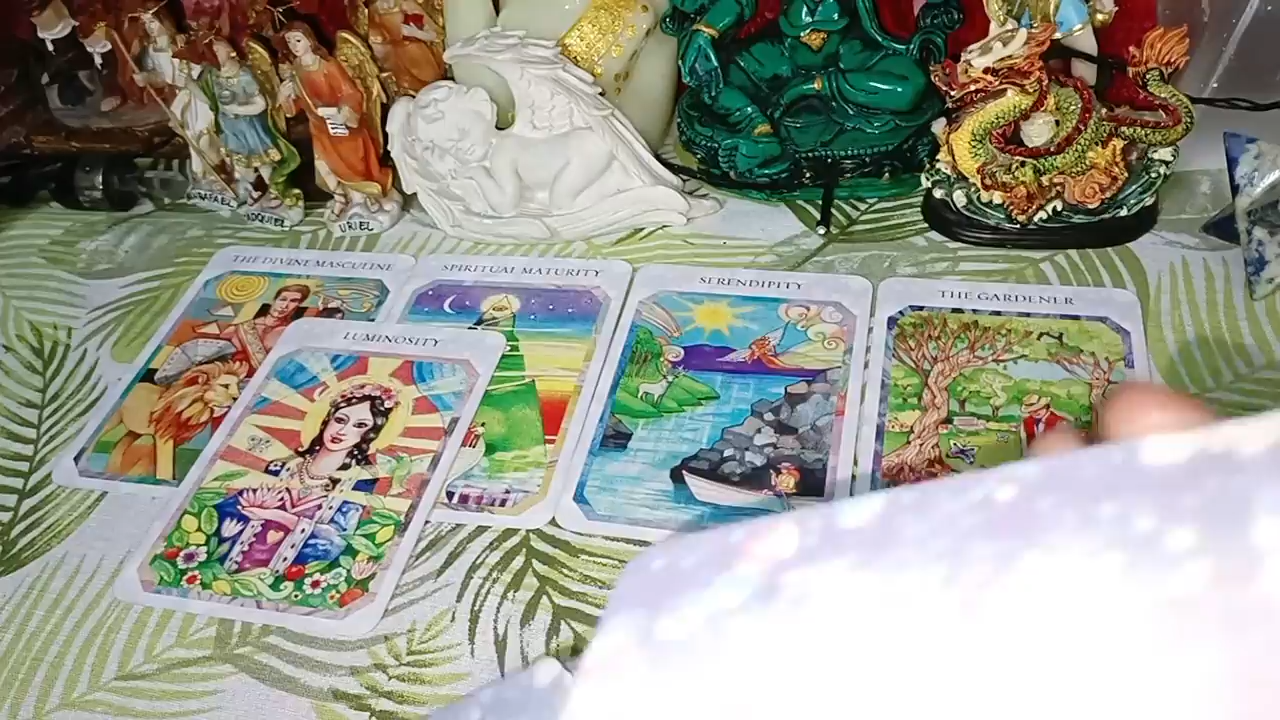 URIEL
THE DIVINE MASCULINE
SPIRITUAL MATURITY
SERENDIPITY
THE GARDENER
LUMINOSITY